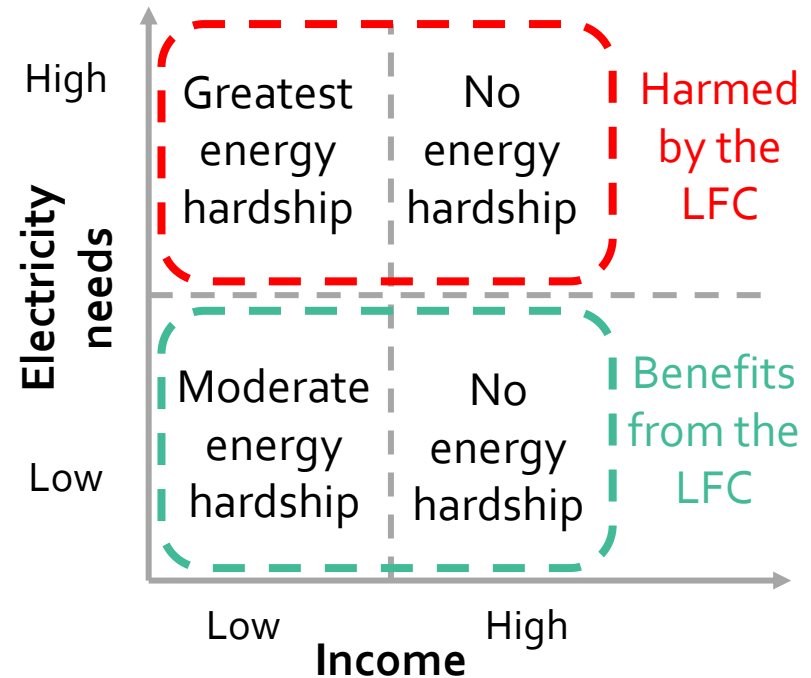 High
Greatest
energy
hardship
No
energy
hardship
Harmed
by the
LFC
Electricity
needs
Moderate
energy
hardship
No
energy
hardship
Benefits
from the
LFC
Low
Low
High
Income